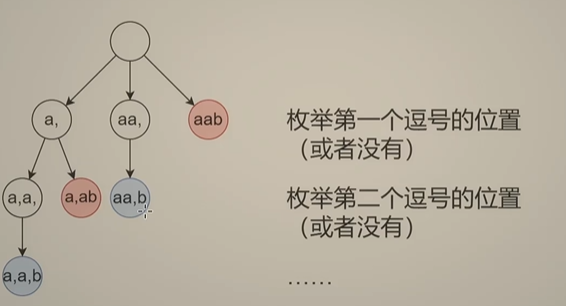 a,
aa,
aab
枚举第一个逗号的位置
（或者没有）
a,a,
a,ab
aa,b
枚举第二个逗号的位置
（或者没有）
a,a,b
……